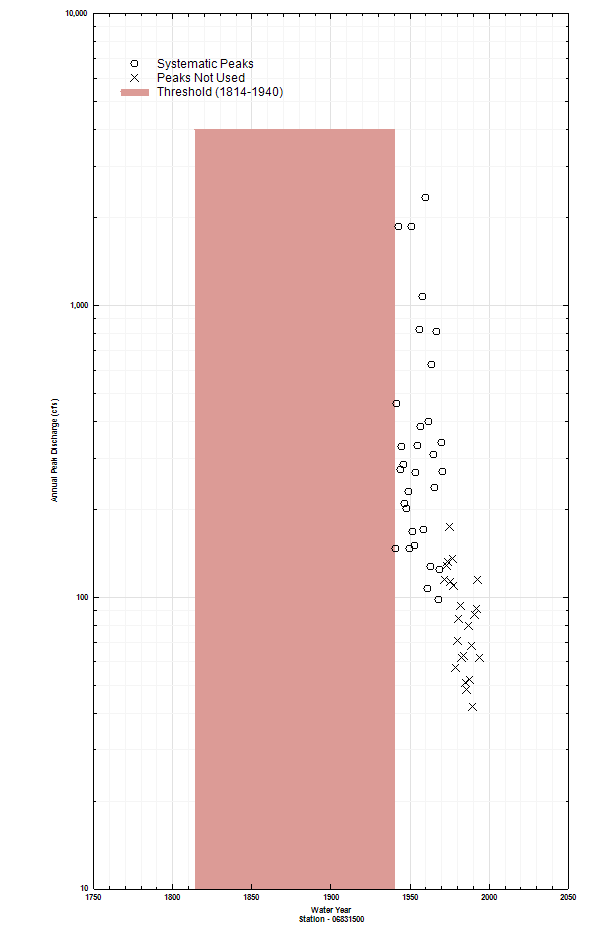 10,000
Systematic Peaks
Peaks Not Used
Threshold (1814-1940)
1,000
Annual Peak Discharge (cfs)
100
10
1750 1800 1850 1900 1950 2000 2050
Water Year
Station - 06831500